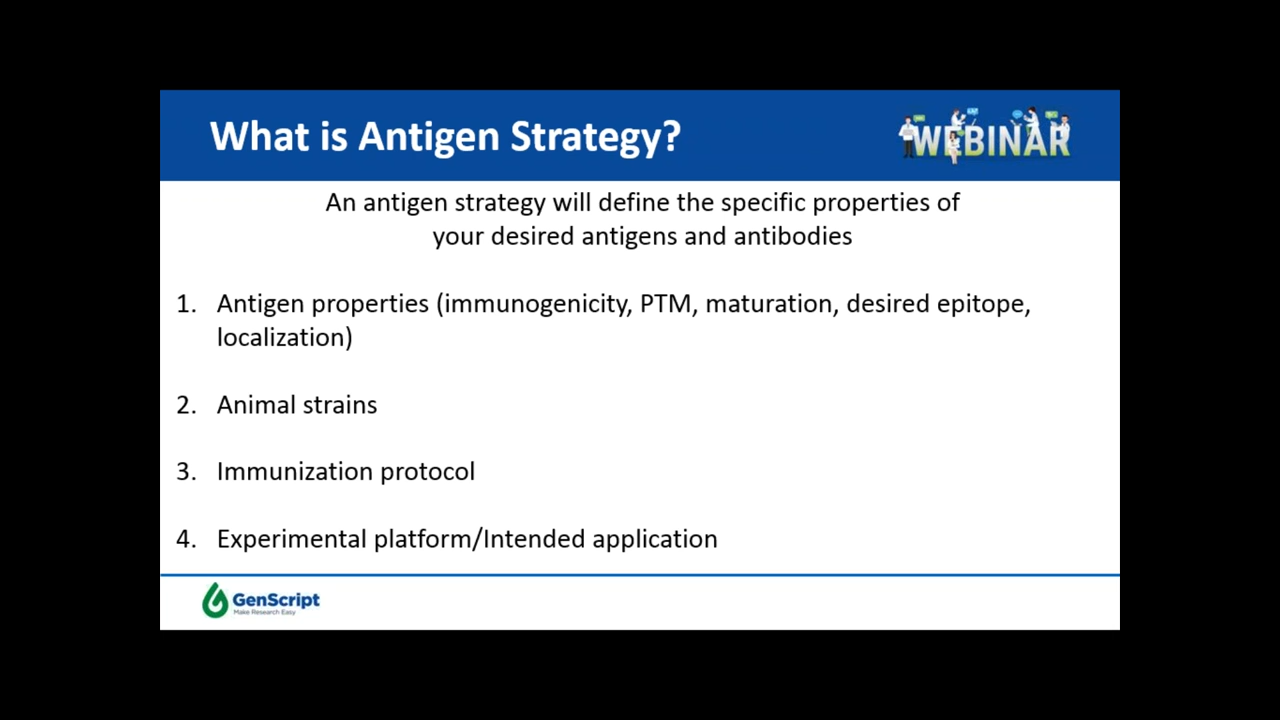 What is Antigen Strategy?
WEBINAR
An antigen strategy will define the specific properties of
your desired antigens and antibodies
1. Antigen properties (immunogenicity, PTM, maturation, desired epitope,
localization)
2. Animal strains
3. Immunization protocol
4. Experimental platform/Intended application
GenScript
Make Research Easy